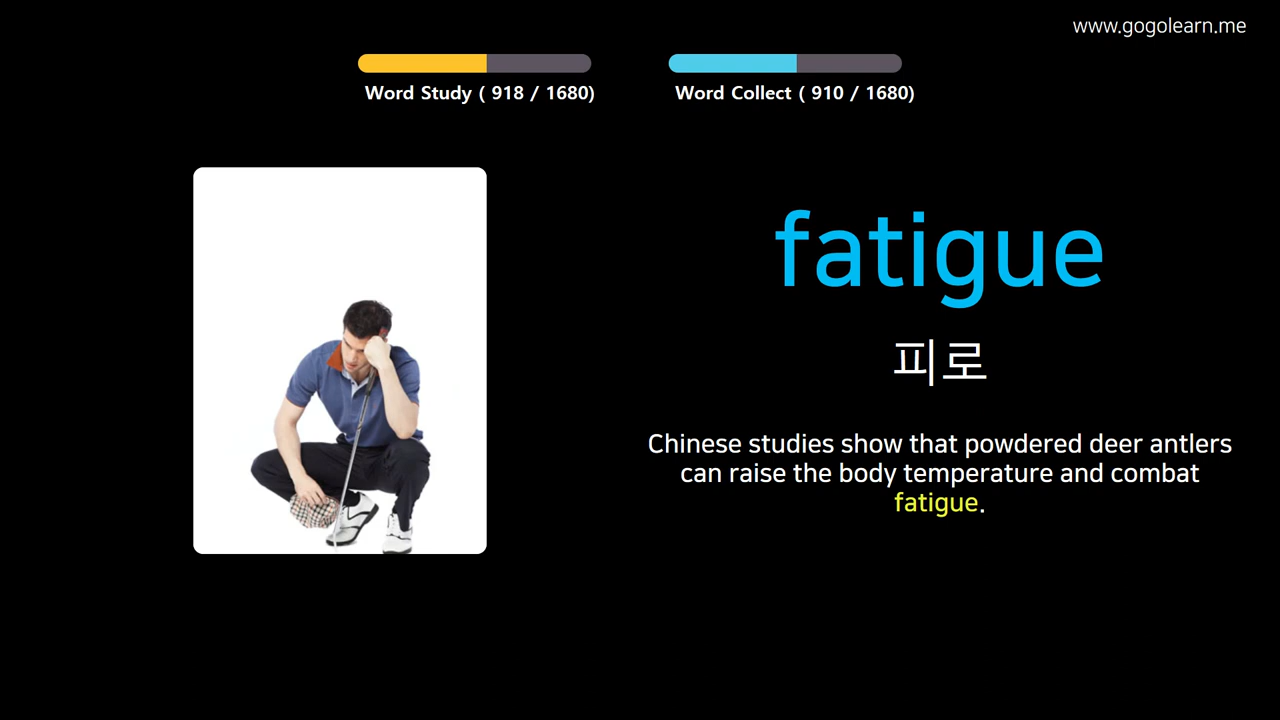 www.gogolearn.me
Word Study ( 918 / 1680)
Word Collect ( 910 / 1680)
fatigue
피로
Chinese studies show that powdered deer antlers
can raise the body temperature and combat
fatigue.